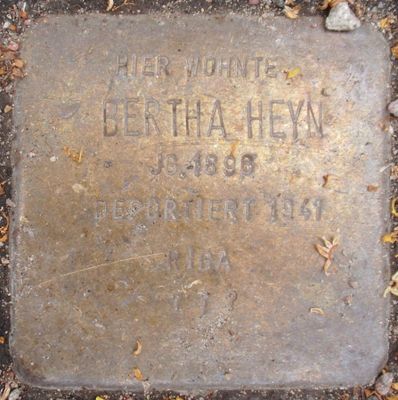 HIER WOHNTE
BERTHA HEYN
JG. 1896
DEPORTIERT 1941
RIGA
? ? ?